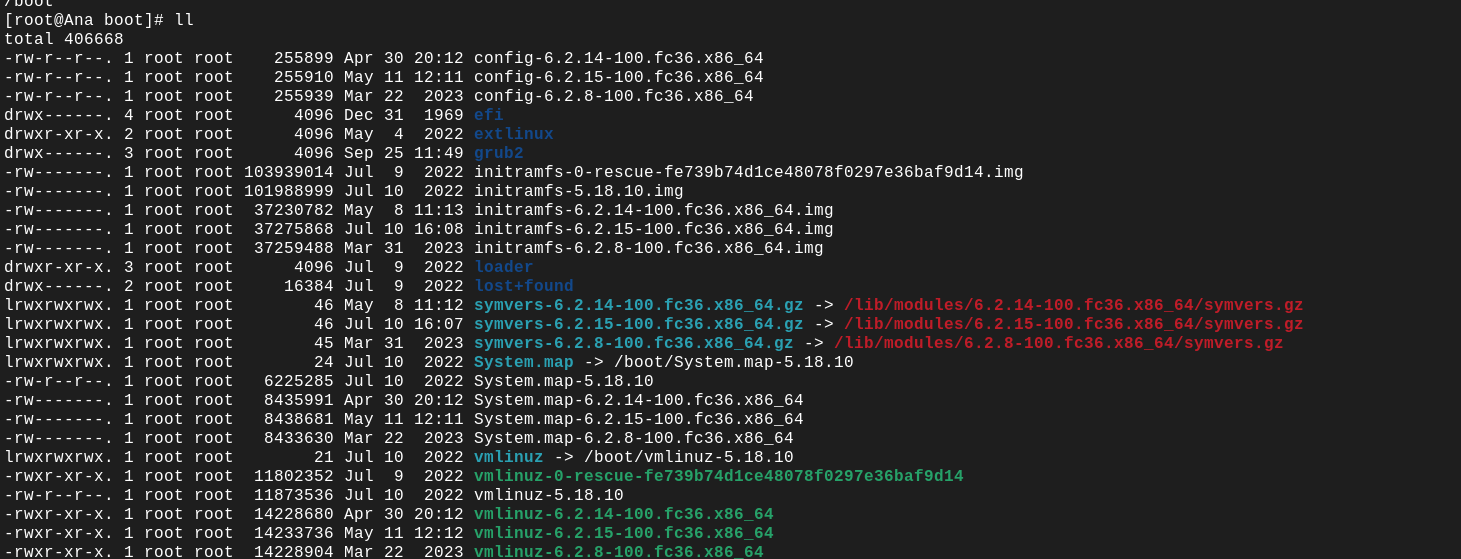 /boot
[root@Ana boot]# ll
total 406668
-rw-r--r--. 1 root root    255899 Apr 30 20:12 config-6.2.14-100.fc36.x86_64
-rw-r--r--. 1 root root    255910 May 11 12:11 config-6.2.15-100.fc36.x86_64
-rw-r--r--. 1 root root    255939 Mar 22  2023 config-6.2.8-100.fc36.x86_64
drwx------. 4 root root      4096 Dec 31  1969 efi
drwxr-xr-x. 2 root root      4096 May  4  2022 extlinux
drwx------. 3 root root      4096 Sep 25 11:49 grub2
-rw-------. 1 root root 103939014 Jul  9  2022 initramfs-0-rescue-fe739b74d1ce48078f0297e36baf9d14.img
-rw-------. 1 root root 101988999 Jul 10  2022 initramfs-5.18.10.img
-rw-------. 1 root root  37230782 May  8 11:13 initramfs-6.2.14-100.fc36.x86_64.img
-rw-------. 1 root root  37275868 Jul 10 16:08 initramfs-6.2.15-100.fc36.x86_64.img
-rw-------. 1 root root  37259488 Mar 31  2023 initramfs-6.2.8-100.fc36.x86_64.img
drwxr-xr-x. 3 root root      4096 Jul  9  2022 loader
drwx------. 2 root root     16384 Jul  9  2022 lost+found
lrwxrwxrwx. 1 root root        46 May  8 11:12 symvers-6.2.14-100.fc36.x86_64.gz -> /lib/modules/6.2.14-100.fc36.x86_64/symvers.gz
lrwxrwxrwx. 1 root root        46 Jul 10 16:07 symvers-6.2.15-100.fc36.x86_64.gz -> /lib/modules/6.2.15-100.fc36.x86_64/symvers.gz
lrwxrwxrwx. 1 root root        45 Mar 31  2023 symvers-6.2.8-100.fc36.x86_64.gz -> /lib/modules/6.2.8-100.fc36.x86_64/symvers.gz
lrwxrwxrwx. 1 root root        24 Jul 10  2022 System.map -> /boot/System.map-5.18.10
-rw-r--r--. 1 root root   6225285 Jul 10  2022 System.map-5.18.10
-rw-------. 1 root root   8435991 Apr 30 20:12 System.map-6.2.14-100.fc36.x86_64
-rw-------. 1 root root   8438681 May 11 12:11 System.map-6.2.15-100.fc36.x86_64
-rw-------. 1 root root   8433630 Mar 22  2023 System.map-6.2.8-100.fc36.x86_64
lrwxrwxrwx. 1 root root        21 Jul 10  2022 vmlinuz -> /boot/vmlinuz-5.18.10
-rwxr-xr-x. 1 root root  11802352 Jul  9  2022 vmlinuz-0-rescue-fe739b74d1ce48078f0297e36baf9d14
-rw-r--r--. 1 root root  11873536 Jul 10  2022 vmlinuz-5.18.10
-rwxr-xr-x. 1 root root  14228680 Apr 30 20:12 vmlinuz-6.2.14-100.fc36.x86_64
-rwxr-xr-x. 1 root root  14233736 May 11 12:12 vmlinuz-6.2.15-100.fc36.x86_64
-rwxr-xr-x. 1 root root  14228904 Mar 22  2023 vmlinuz-6.2.8-100.fc36.x86_64